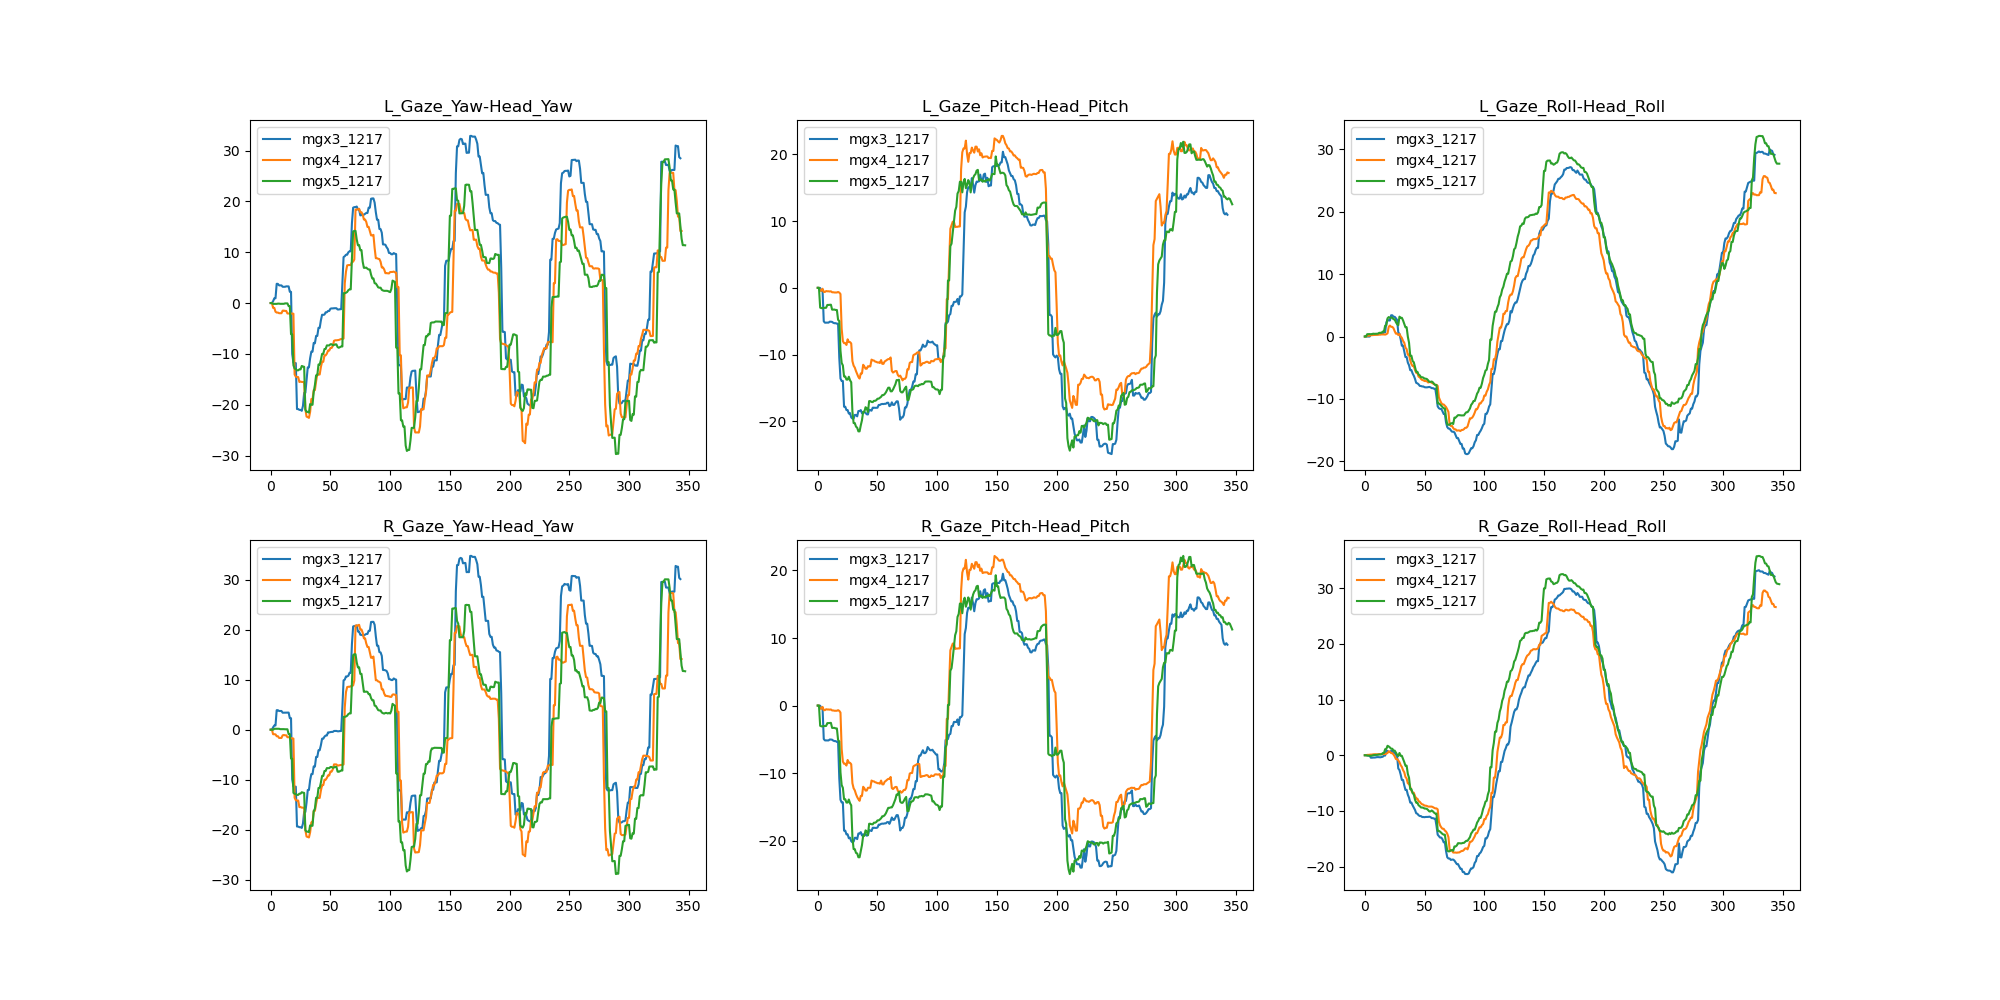 L_Gaze_Yaw-Head_Yaw
mgx3_1217
mgx4_1217
mgx5_1217
30
20
10
0
−10
−20
−30
0 50 100 150 200 250 300 350
L_Gaze_Pitch-Head_Pitch
mgx3_1217
mgx4_1217
mgx5_1217
20
10
0
−10
−20
0 50 100 150 200 250 300 350
L_Gaze_Roll-Head_Roll
mgx3_1217
mgx4_1217
mgx5_1217
30
20
10
0
−10
−20
0 50 100 150 200 250 300 350
R_Gaze_Yaw-Head_Yaw
mgx3_1217
mgx4_1217
mgx5_1217
30
20
10
0
−10
−20
−30
0 50 100 150 200 250 300 350
R_Gaze_Pitch-Head_Pitch
mgx3_1217
mgx4_1217
mgx5_1217
20
10
0
−10
−20
0 50 100 150 200 250 300 350
R_Gaze_Roll-Head_Roll
mgx3_1217
mgx4_1217
mgx5_1217
30
20
10
0
−10
−20
0 50 100 150 200 250 300 350